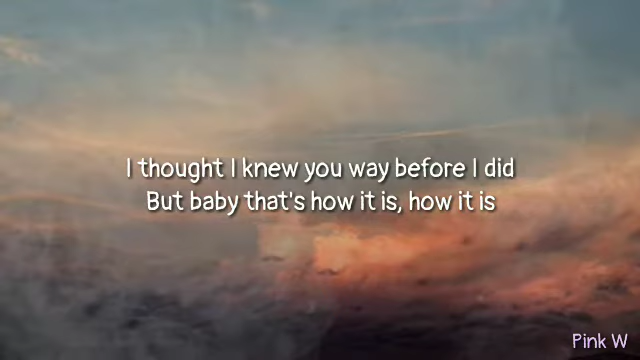 I thought I knew you way before I did
But baby that's how it is, how it is
Pink W